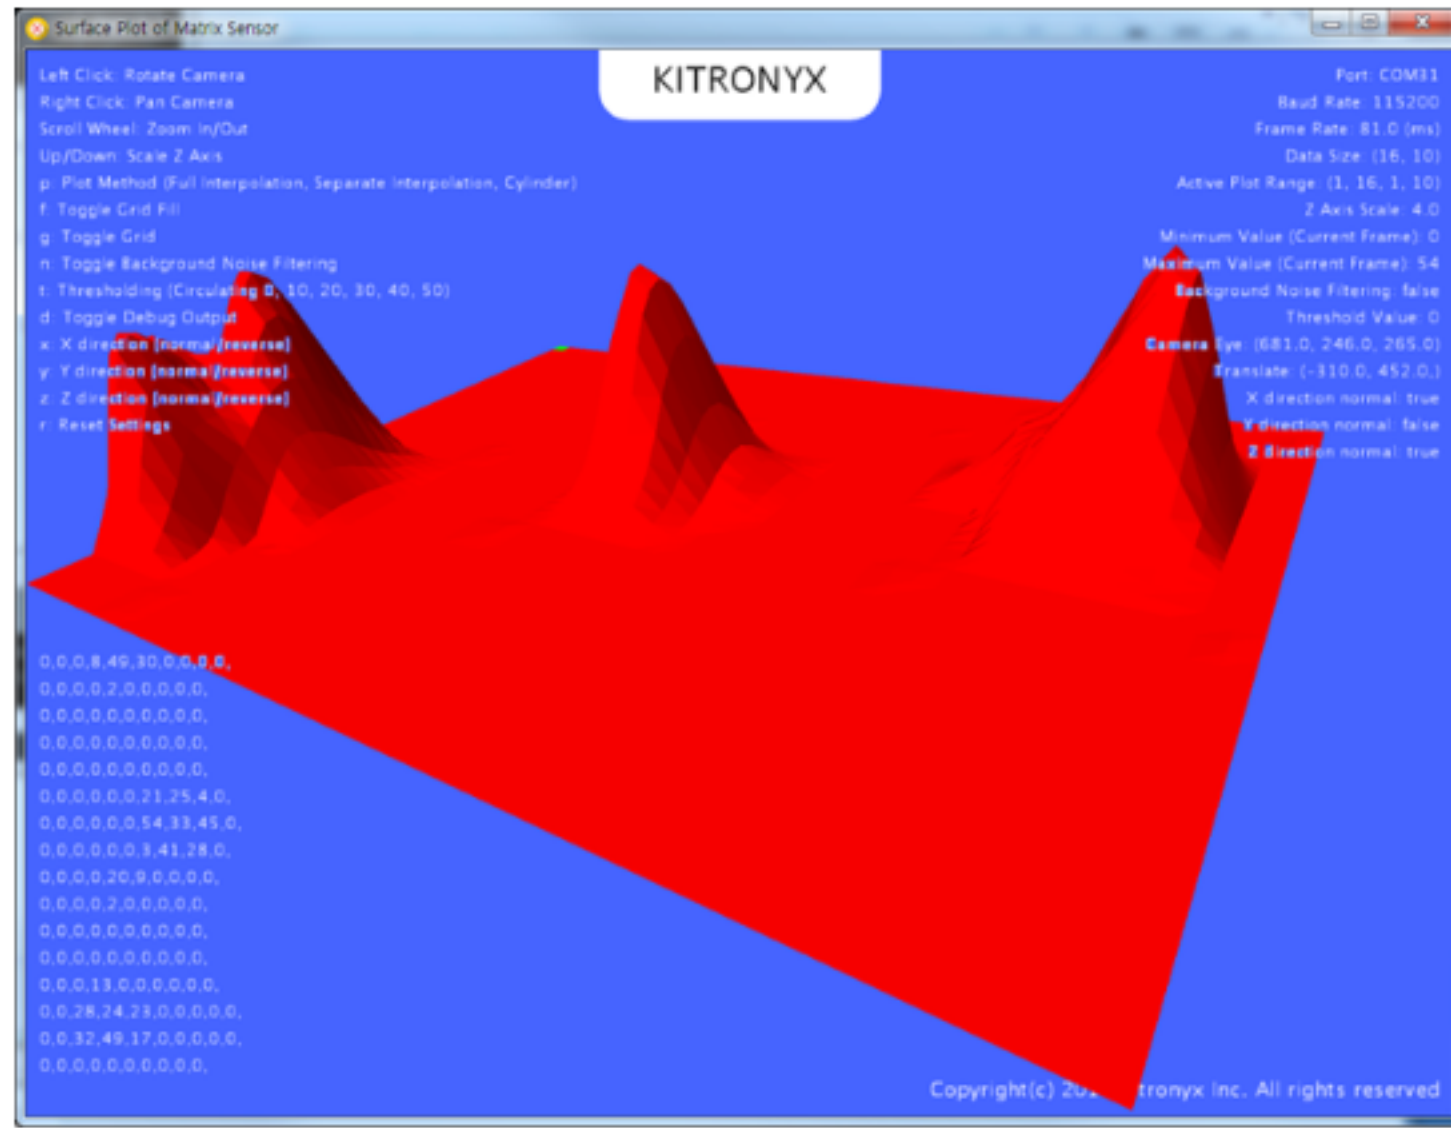 Surface Plot of Matrix Sensor
KITRONYX
Left Click: Rotate Camera
Right Click: Pan Camera
Scroll Wheel: Zoom In/Out
Up/Down: Scale Z Axis
p: Plot Method (Full Interpolation, Separate Interpolation, Cylinder)
f: Toggle Grid Fill
g: Toggle Grid
n: Toggle Background Noise Filtering
t: Thresholding (Circulating 0, 10, 20, 30, 40, 50)
d: Toggle Debug Output
x: X direction [normal/reverse]
y: Y direction [normal/reverse]
z: Z direction [normal/reverse]
r: Reset Settings
Port: COM31
Baud Rate: 115200
Frame Rate: 81.0 (ms)
Data Size: (16, 10)
Active Plot Range: (1, 16, 1, 10)
Z Axis Scale: 4.0
Minimum Value (Current Frame): 0
Maximum Value (Current Frame): 54
Background Noise Filtering: false
Threshold Value: 0
Camera Eye: (681.0, 246.0, 265.0)
Translate: (-310.0, 452.0,)
X direction normal: true
Y direction normal: false
Z direction normal: true
0,0,0,8,49,30,0,0,0,0,
0,0,0,0,2,0,0,0,0,0,
0,0,0,0,0,0,0,0,0,0,
0,0,0,0,0,0,0,0,0,0,
0,0,0,0,0,0,0,0,0,0,
0,0,0,0,0,0,21,25,4,0,
0,0,0,0,0,0,54,33,45,0,
0,0,0,0,0,0,3,41,28,0,
0,0,0,0,20,9,0,0,0,0,
0,0,0,0,2,0,0,0,0,0,
0,0,0,0,0,0,0,0,0,0,
0,0,0,0,0,0,0,0,0,0,
0,0,0,13,0,0,0,0,0,0,
0,0,28,24,23,0,0,0,0,0,
0,0,32,49,17,0,0,0,0,0,
0,0,0,0,0,0,0,0,0,0,
Copyright(c) Inc. All rights reserved